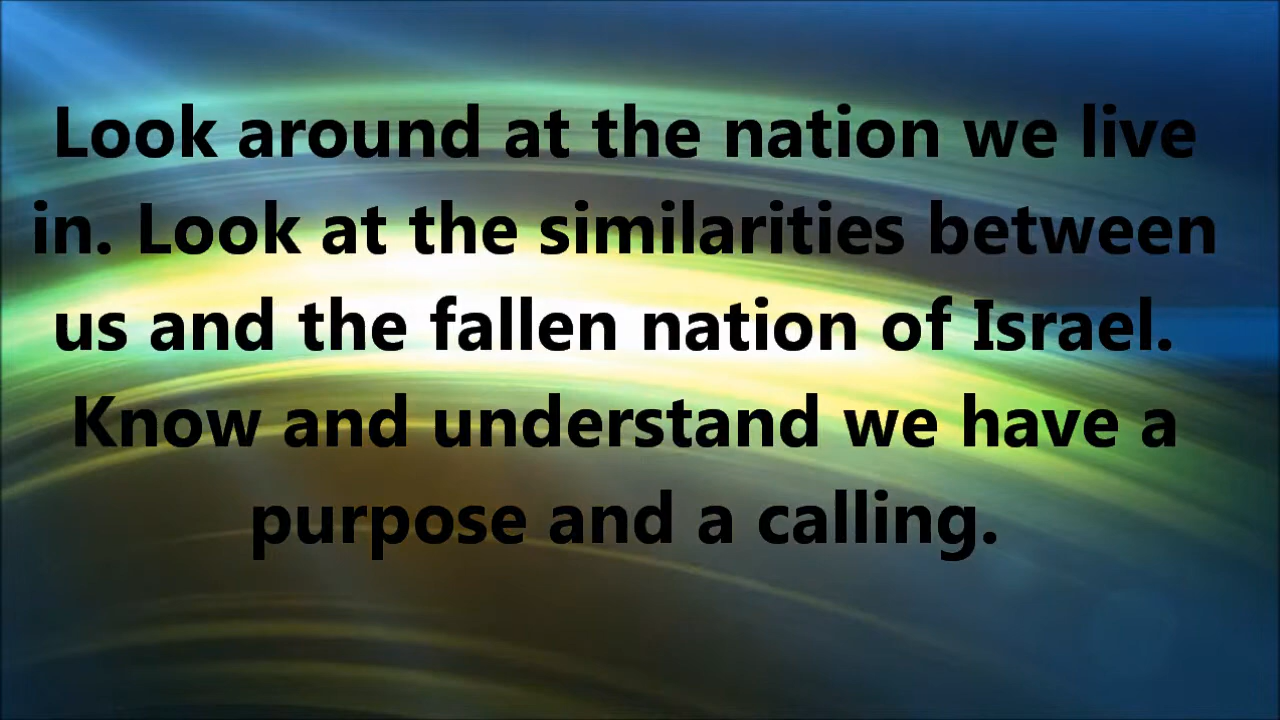 Look around at the nation we live
in. Look at the similarities between
us and the fallen nation of Israel.
Know and understand we have a
purpose and a calling.